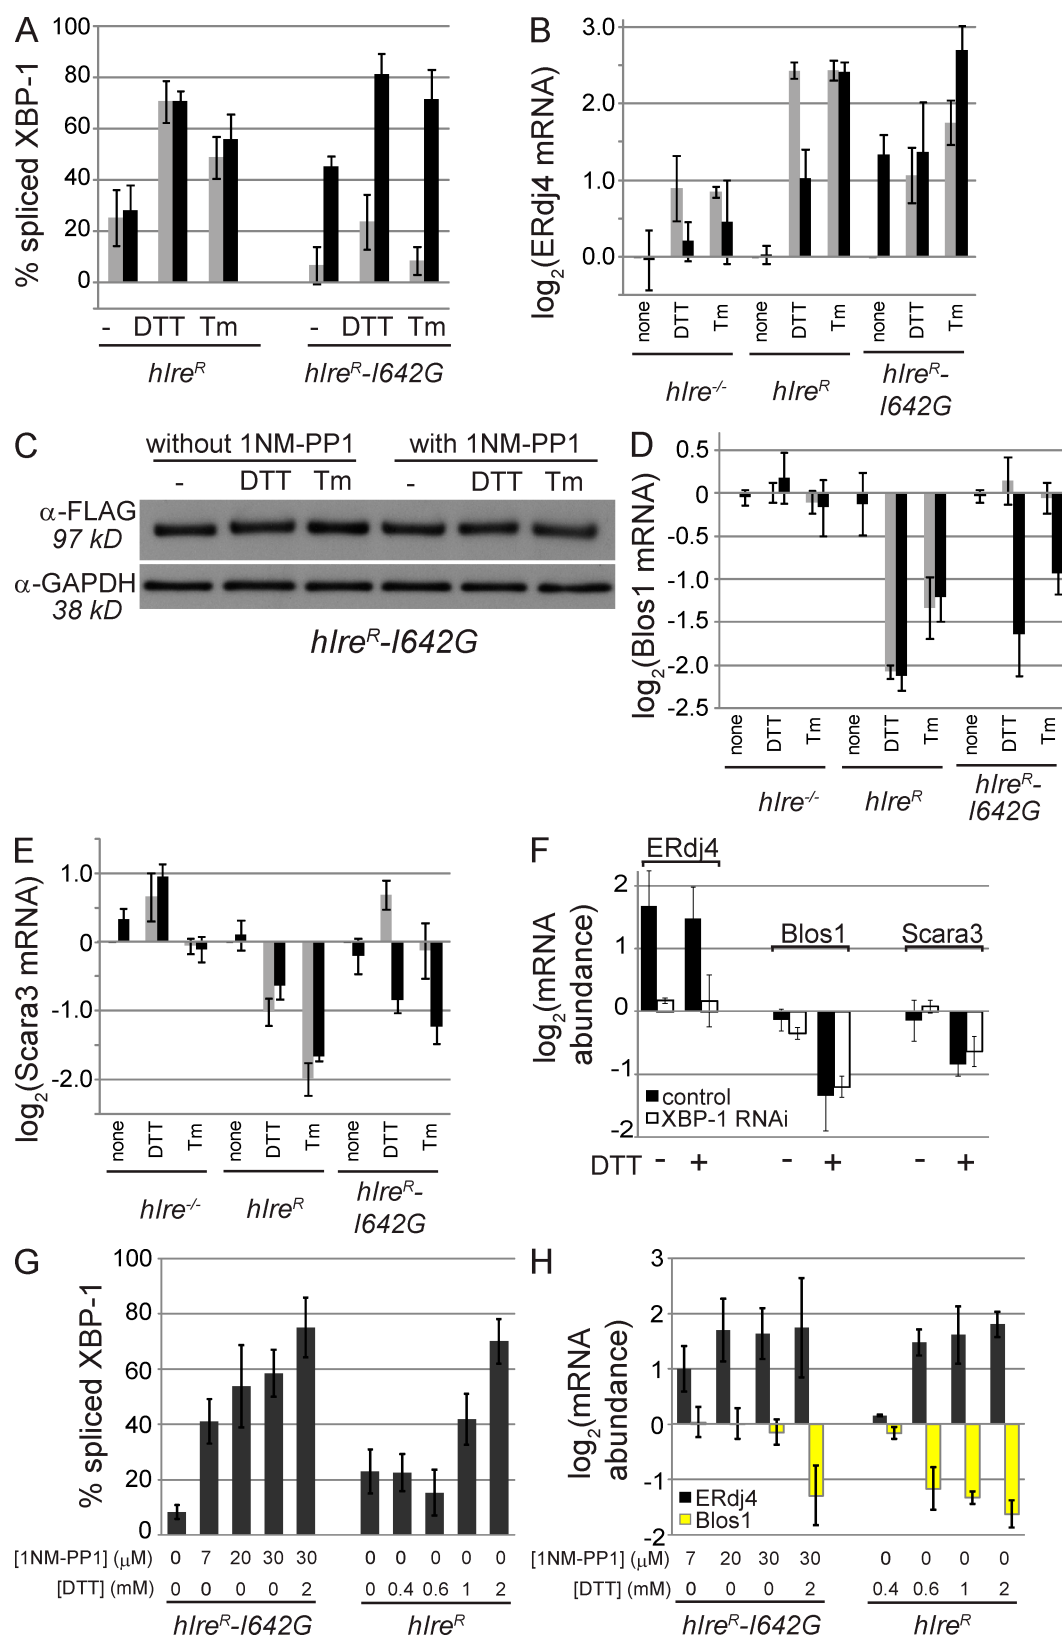 A
% spliced XBP-1
100
80
60
40
20
0
- DTT Tm - DTT Tm
hIre^R hIre^R-I642G
B
log₂(ERdj4 mRNA)
3.0
2.0
1.0
0.0
none DTT Tm none DTT Tm none DTT Tm
hIre^-/- hIre^R hIre^R-
I642G
C
without 1NM-PP1 with 1NM-PP1
- DTT Tm - DTT Tm
α-FLAG
97 kD
α-GAPDH
38 kD
hIre^R-I642G
D
log₂(Blos1 mRNA)
0.5
0
-0.5
-1.0
-1.5
-2.0
-2.5
none DTT Tm none DTT Tm none DTT Tm
hIre^-/- hIre^R hIre^R-
I642G
E
log₂(Scara3 mRNA)
1.0
0
-1.0
-2.0
none DTT Tm none DTT Tm none DTT Tm
hIre^-/- hIre^R hIre^R-
I642G
F
log₂(mRNA
abundance)
ERdj4
Blos1 Scara3
2
1
0
-1
-2
control
XBP-1 RNAi
DTT - + - + - +
G
% spliced XBP-1
100
80
60
40
20
0
[1NM-PP1] (μM) 0 7 20 30 30 0 0 0 0 0
[DTT] (mM) 0 0 0 0 2 0 0.4 0.6 1 2
hIre^R-I642G hIre^R
H
log₂(mRNA
abundance)
3
2
1
0
-1
-2
ERdj4
Blos1
[1NM-PP1] (μM) 7 20 30 30 0 0 0 0
[DTT] (mM) 0 0 0 2 0.4 0.6 1 2
hIre^R-I642G hIre^R